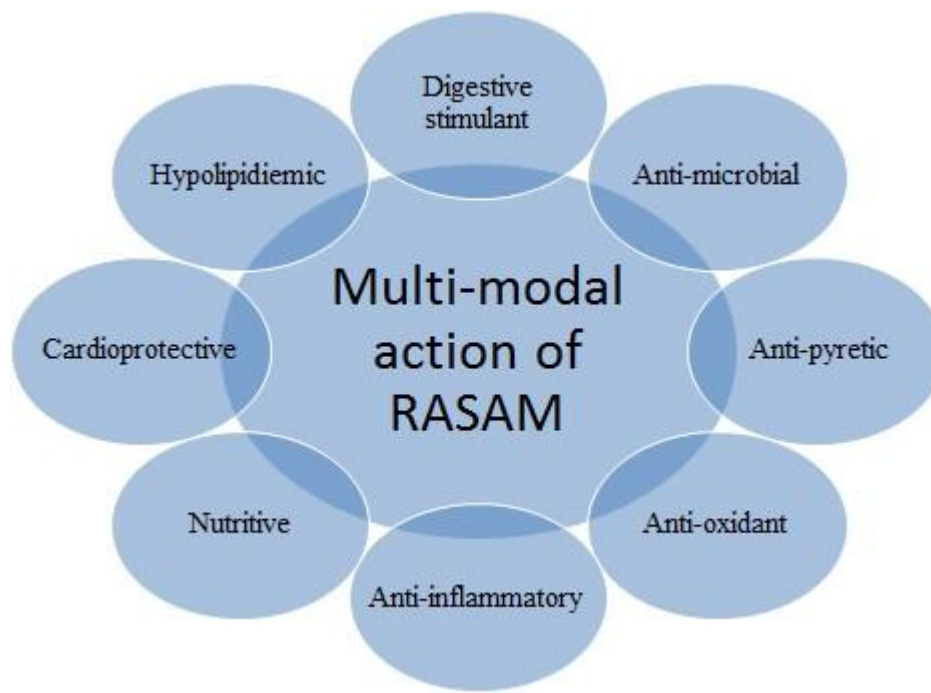 Digestive
stimulant
Hypolipidiemic
Anti-microbial
Multi-modal
action of
RASAM
Cardioprotective
Anti-pyretic
Nutritive
Anti-oxidant
Anti-inflammatory